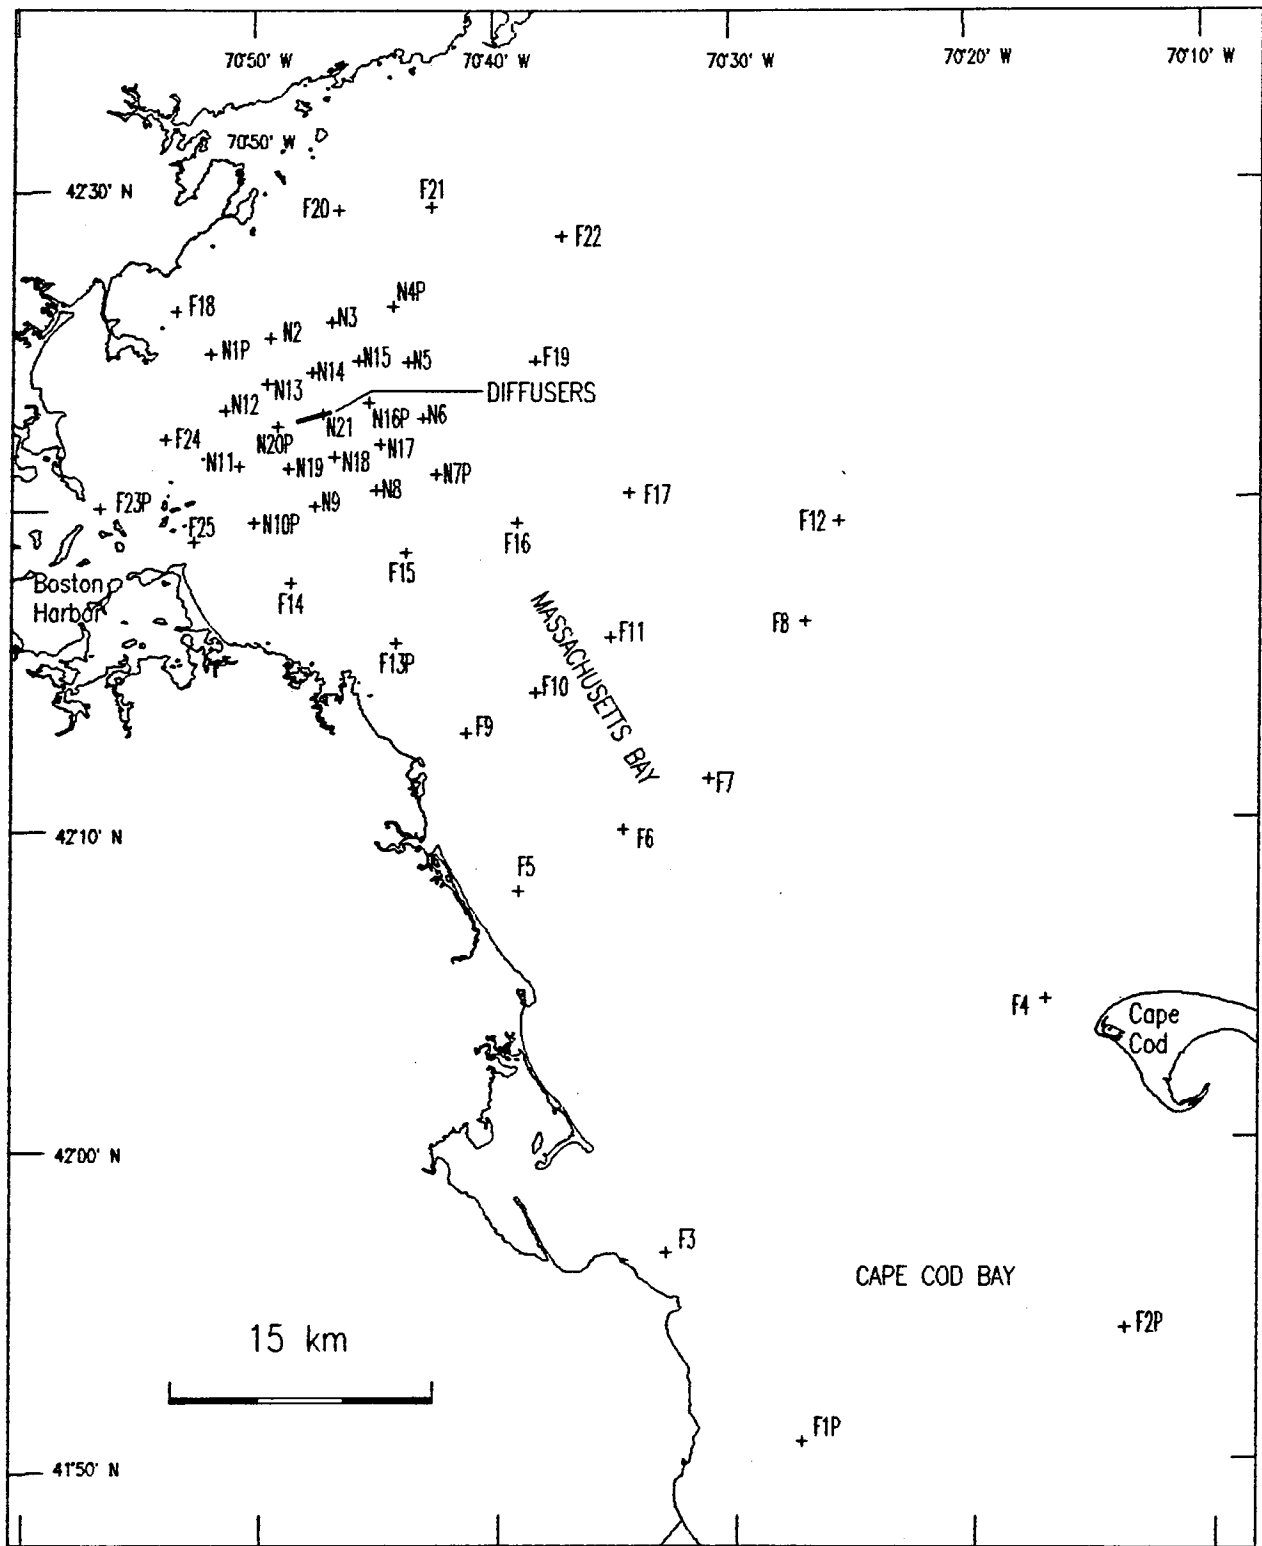 70°50' W
70°40' W
70°30' W
70°20' W
70°10' W
70°50' W
42°30' N
F20
F21
F22
F18
N4P
N3
N2
N1P
N15
N5
F19
N14
N13
DIFFUSERS
N12
N16P
N6
N21
F24
N20P
N17
N11
N19
N18
N7P
N8
F17
F23P
N9
F25
N10P
F16
F12
F15
Boston
Harbor
F14
MASSACHUSETTS BAY
F8
F11
F13P
F10
F9
F7
42°10' N
F6
F5
F4
Cape
Cod
42°00' N
F3
CAPE COD BAY
F2P
15 km
F1P
41°50' N